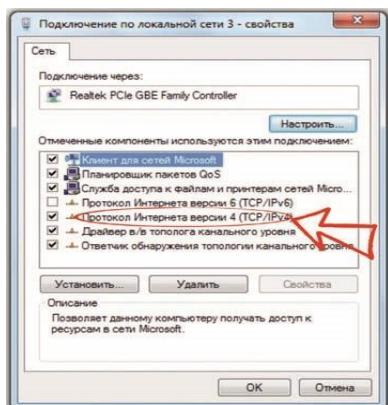 Подключение по локальной сети 3 - свойства
Сеть
Подключение через:
Realtek PCIe GBE Family Controller
Настроить...
Отмеченные компоненты используются этим подключением:
Клиент для сетей Microsoft
Планировщик пакетов QoS
Служба доступа к файлам и принтерам сетей Micro...
Протокол Интернета версии 6 (TCP/IPv6)
Протокол Интернета версии 4 (TCP/IPv4)
Драйвер в/в тополога канального уровня
Ответчик обнаружения топологии канального уровня
Установить...
Удалить
Свойства
Описание
Позволяет данному компьютеру получать доступ к
ресурсам в сети Microsoft.
OK
Отмена